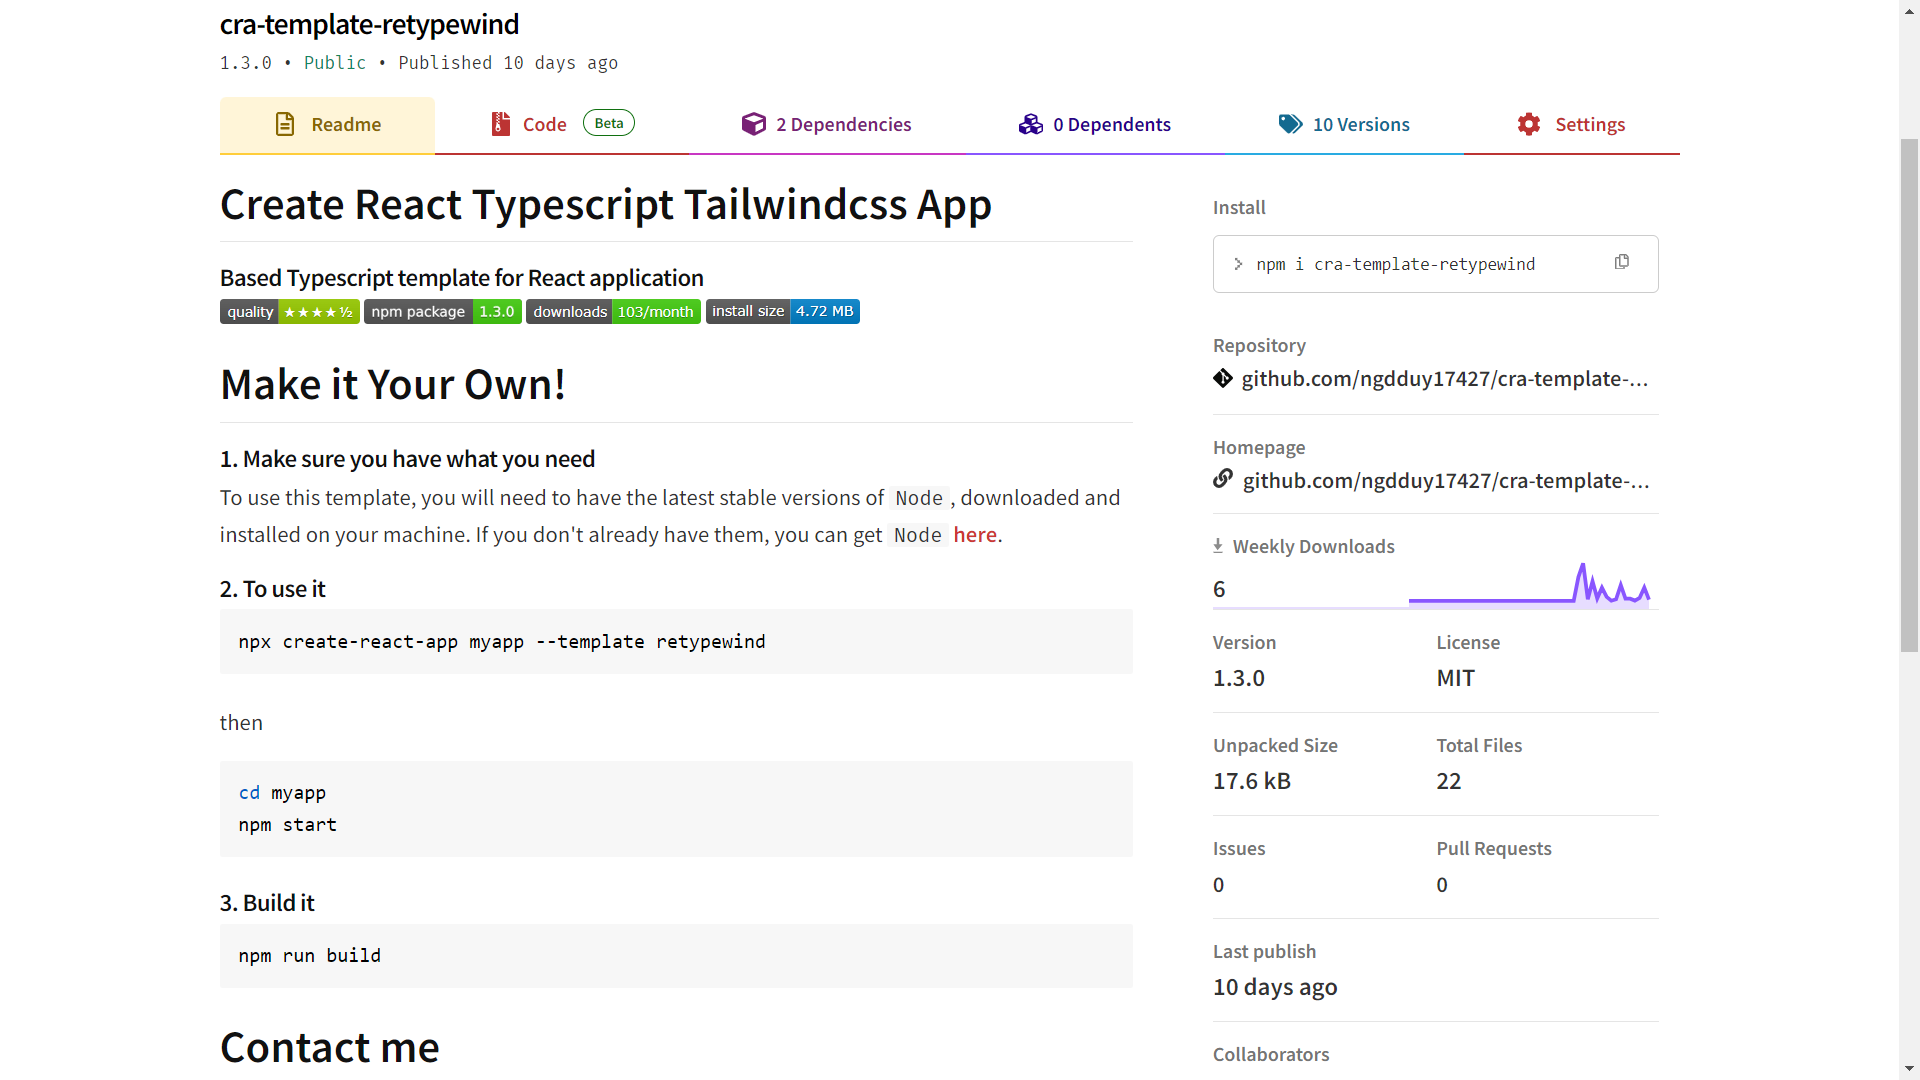 cra-template-retypewind
1.3.0 • Public • Published 10 days ago
Readme
Code Beta
2 Dependencies
0 Dependents
10 Versions
Settings
Create React Typescript Tailwindcss App
Based Typescript template for React application
quality ★★★★½ npm package 1.3.0 downloads 103/month install size 4.72 MB
Make it Your Own!
1. Make sure you have what you need
To use this template, you will need to have the latest stable versions of Node, downloaded and
installed on your machine. If you don't already have them, you can get Node here.
2. To use it
npx create-react-app myapp --template retypewind
then
cd myapp
npm start
3. Build it
npm run build
Contact me
Install
> npm i cra-template-retypewind
Repository
github.com/ngdduy17427/cra-template-...
Homepage
github.com/ngdduy17427/cra-template-...
Weekly Downloads
6
Version
1.3.0
License
MIT
Unpacked Size
17.6 kB
Total Files
22
Issues
0
Pull Requests
0
Last publish
10 days ago
Collaborators